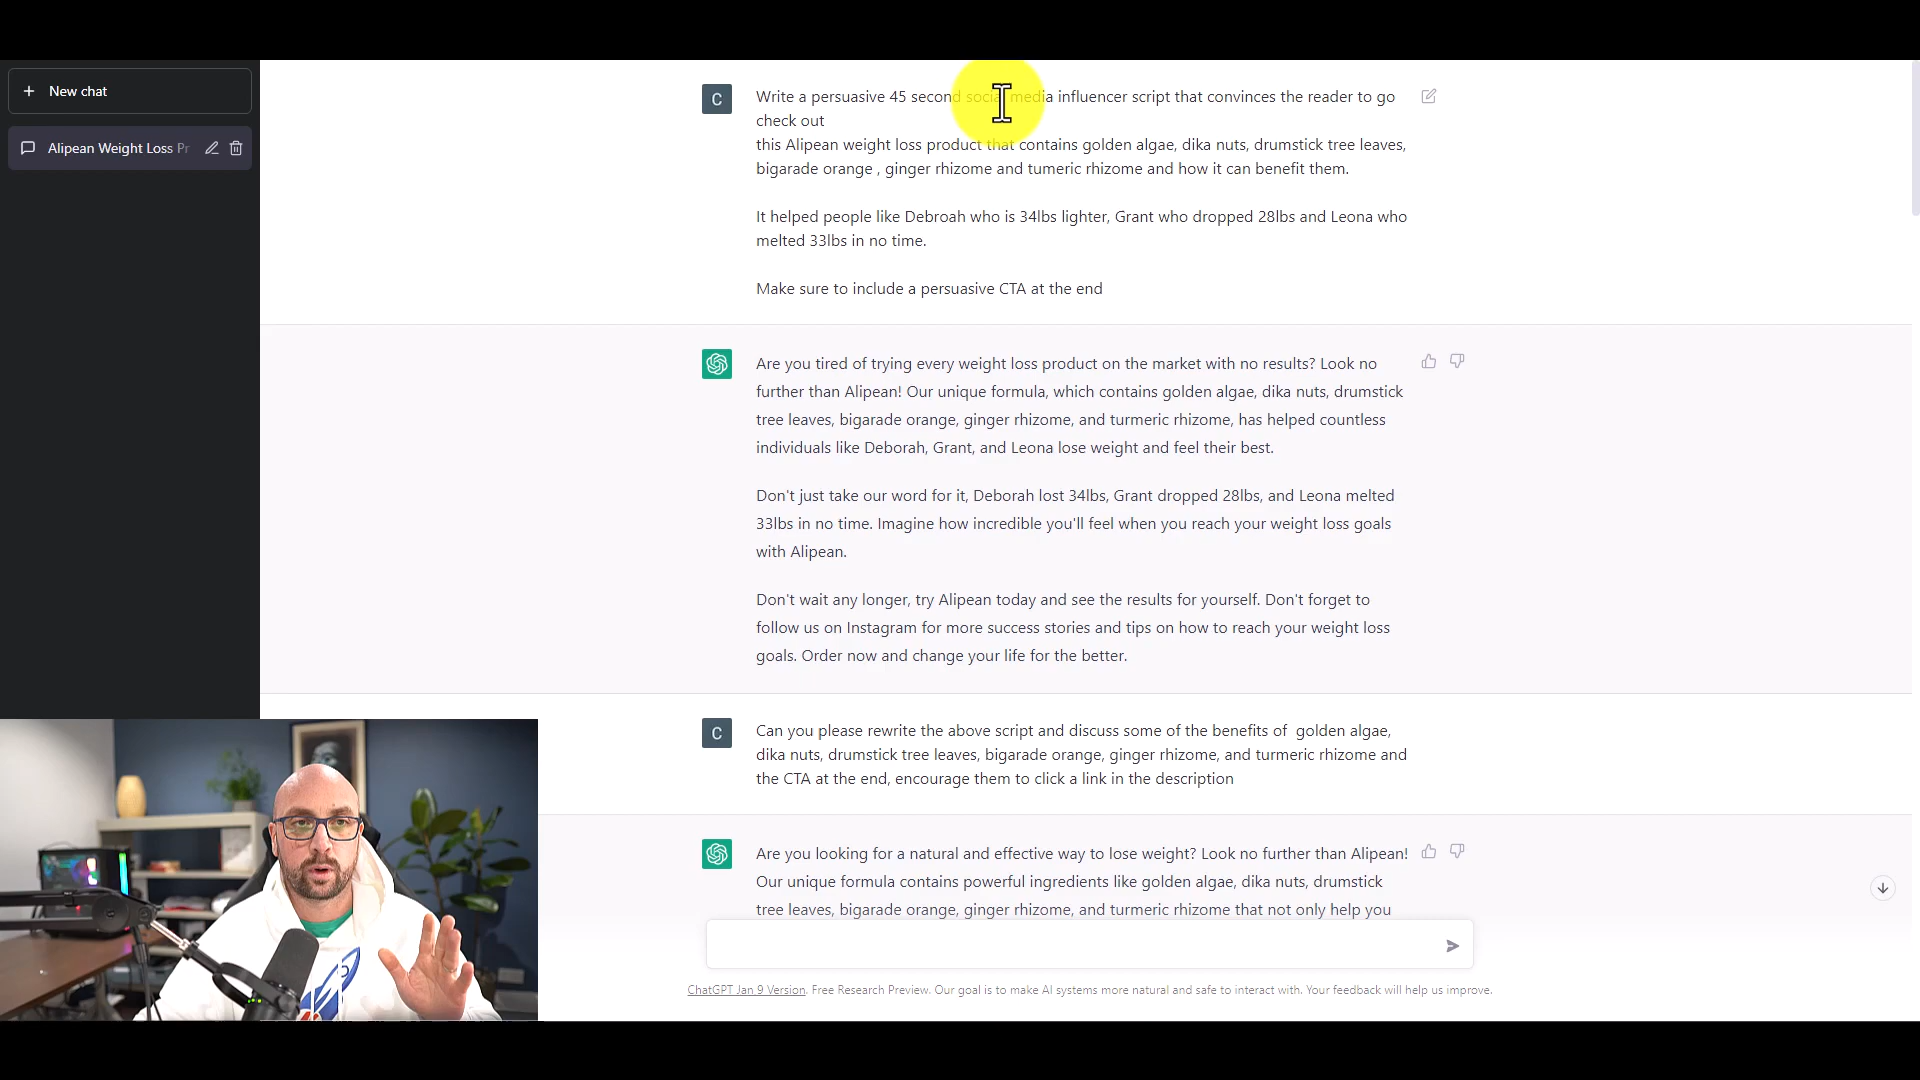 New chat
Alipean Weight Loss Pr
C
Write a persuasive 45 second social media influencer script that convinces the reader to go
check out
this Alipean weight loss product that contains golden algae, dika nuts, drumstick tree leaves,
bigarade orange , ginger rhizome and tumeric rhizome and how it can benefit them.
It helped people like Debroah who is 34lbs lighter, Grant who dropped 28lbs and Leona who
melted 33lbs in no time.
Make sure to include a persuasive CTA at the end
Are you tired of trying every weight loss product on the market with no results? Look no
further than Alipean! Our unique formula, which contains golden algae, dika nuts, drumstick
tree leaves, bigarade orange, ginger rhizome, and turmeric rhizome, has helped countless
individuals like Deborah, Grant, and Leona lose weight and feel their best.
Don't just take our word for it, Deborah lost 34lbs, Grant dropped 28lbs, and Leona melted
33lbs in no time. Imagine how incredible you'll feel when you reach your weight loss goals
with Alipean.
Don't wait any longer, try Alipean today and see the results for yourself. Don't forget to
follow us on Instagram for more success stories and tips on how to reach your weight loss
goals. Order now and change your life for the better.
C
Can you please rewrite the above script and discuss some of the benefits of  golden algae,
dika nuts, drumstick tree leaves, bigarade orange, ginger rhizome, and turmeric rhizome and
the CTA at the end, encourage them to click a link in the description
Are you looking for a natural and effective way to lose weight? Look no further than Alipean!
Our unique formula contains powerful ingredients like golden algae, dika nuts, drumstick
tree leaves, bigarade orange, ginger rhizome, and turmeric rhizome that not only help you
ChatGPT Jan 9 Version. Free Research Preview. Our goal is to make AI systems more natural and safe to interact with. Your feedback will help us improve.